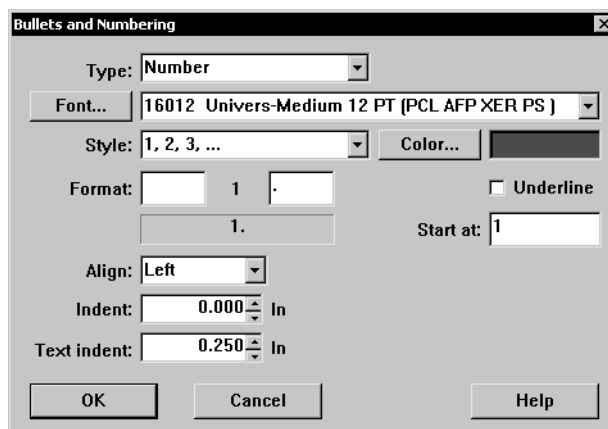 Bullets and Numbering
Type: Number
Font... 16012 Univers-Medium 12 PT (PCL AFP XER PS )
Style: 1, 2, 3, ... Color...
Format: 1 . Underline
1. Start at: 1
Align: Left
Indent: 0.000 In
Text indent: 0.250 In
OK Cancel Help